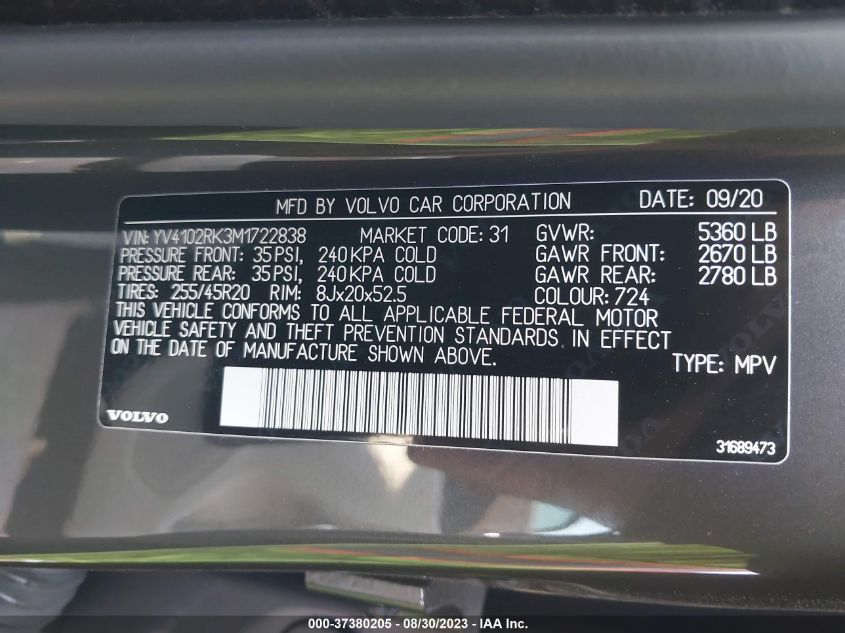 MFD BY VOLVO CAR CORPORATION DATE: 09/20
VIN: YV4102RK3M1722838 MARKET CODE: 31 GVWR: 5360 LB
PRESSURE FRONT: 35 PSI, 240 KPA COLD GAWR FRONT: 2670 LB
PRESSURE REAR: 35 PSI, 240 KPA COLD GAWR REAR: 2780 LB
TIRES: 255/45R20 RIM: 8Jx20x52.5 COLOUR: 724
THIS VEHICLE CONFORMS TO ALL APPLICABLE FEDERAL MOTOR
VEHICLE SAFETY AND THEFT PREVENTION STANDARDS IN EFFECT
ON THE DATE OF MANUFACTURE SHOWN ABOVE.
TYPE: MPV
VOLVO
31689473
000-37380205 - 08/30/2023 - IAA Inc.